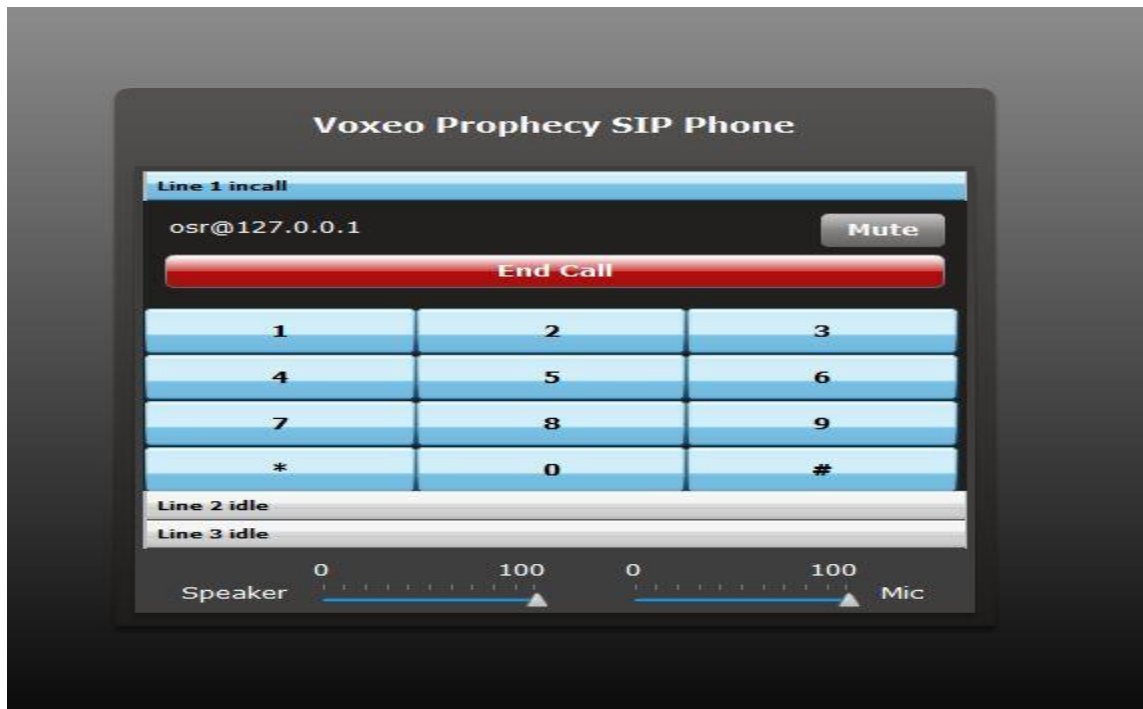 Voxeo Prophecy SIP Phone
Line 1 incall
osr@127.0.0.1 Mute
End Call
1 2 3
4 5 6
7 8 9
* 0 #
Line 2 idle
Line 3 idle
0 100 0 100
Speaker Mic